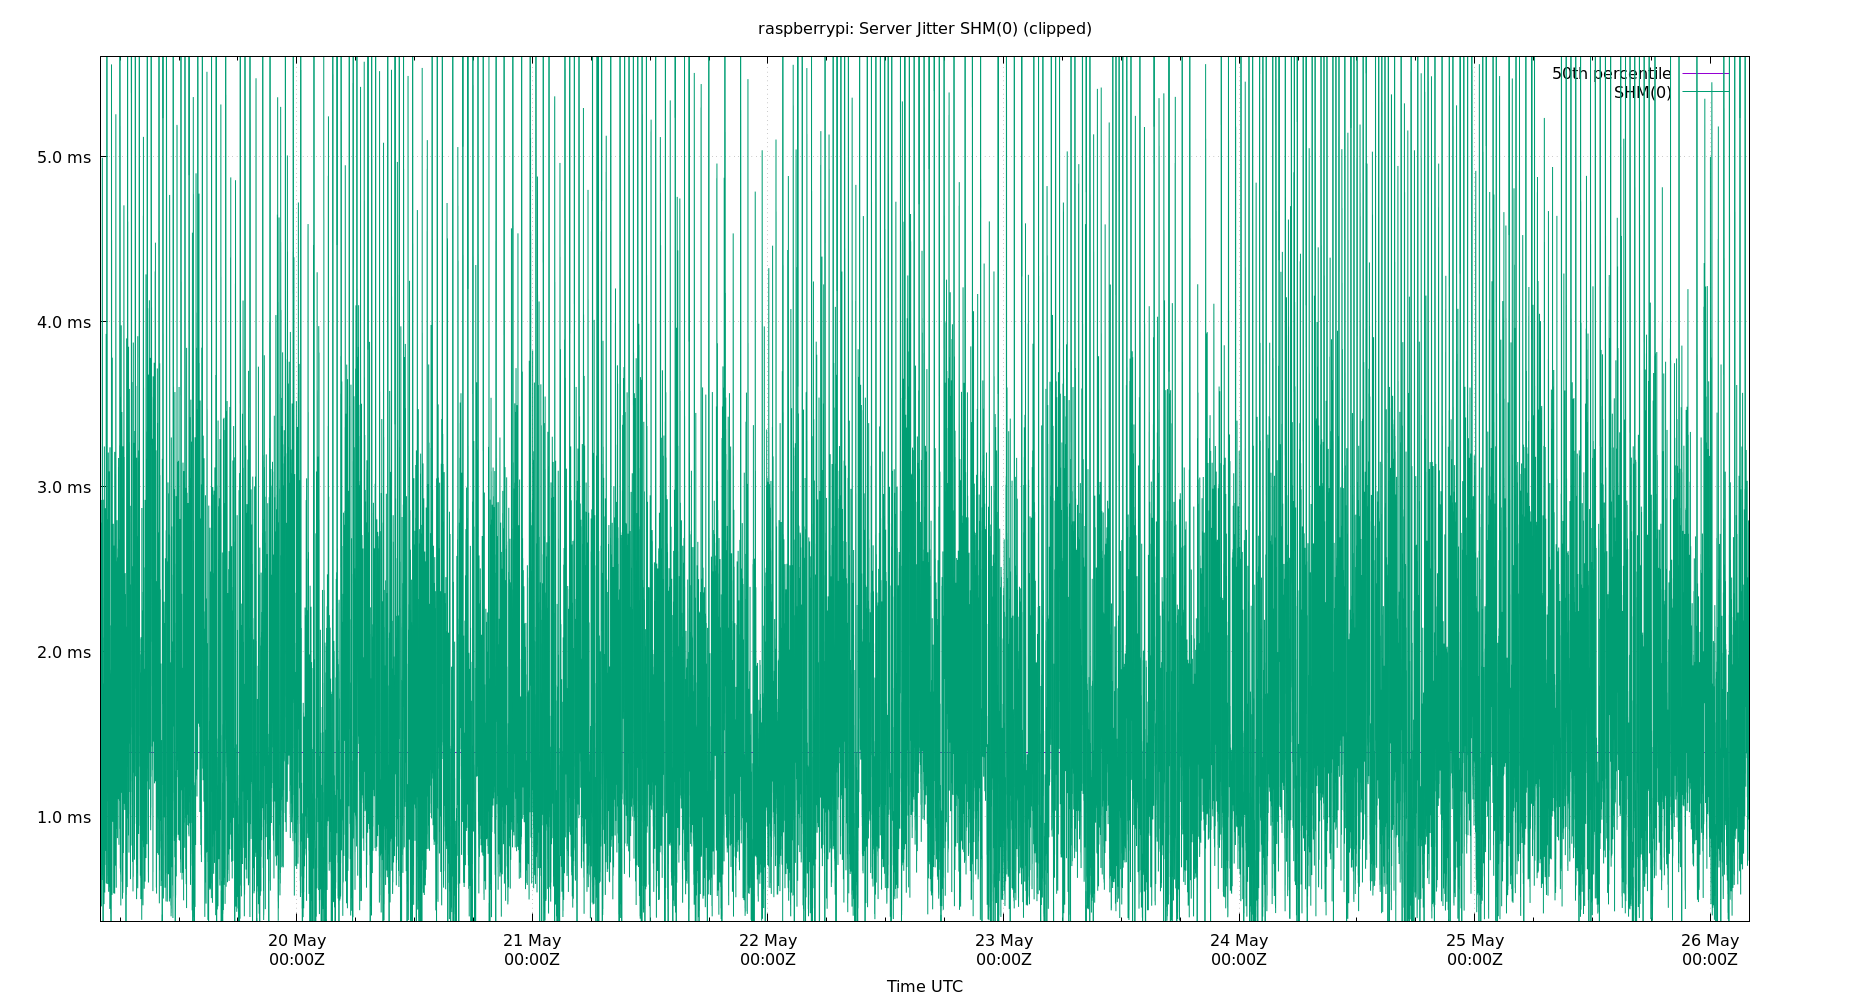 raspberrypi: Server Jitter SHM(0) (clipped)
50th percentile
SHM(0)
5.0 ms
4.0 ms
3.0 ms
2.0 ms
1.0 ms
20 May 21 May 22 May 23 May 24 May 25 May 26 May
00:00Z 00:00Z 00:00Z 00:00Z 00:00Z 00:00Z 00:00Z
Time UTC